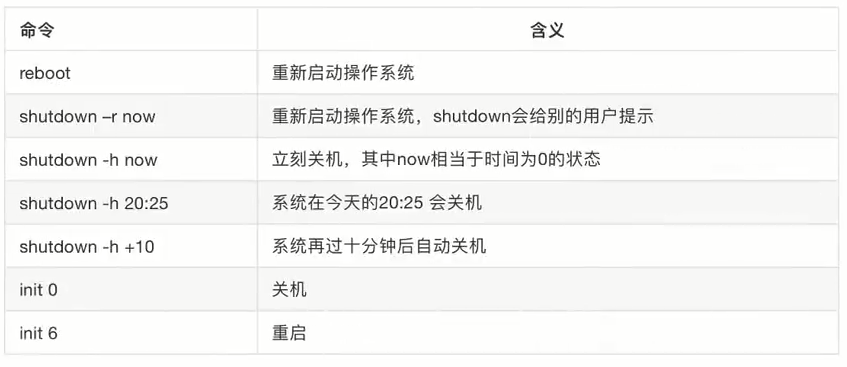 命令 含义
reboot 重新启动操作系统
shutdown –r now 重新启动操作系统，shutdown会给别的用户提示
shutdown -h now 立刻关机，其中now相当于时间为0的状态
shutdown -h 20:25 系统在今天的20:25 会关机
shutdown -h +10 系统再过十分钟后自动关机
init 0 关机
init 6 重启